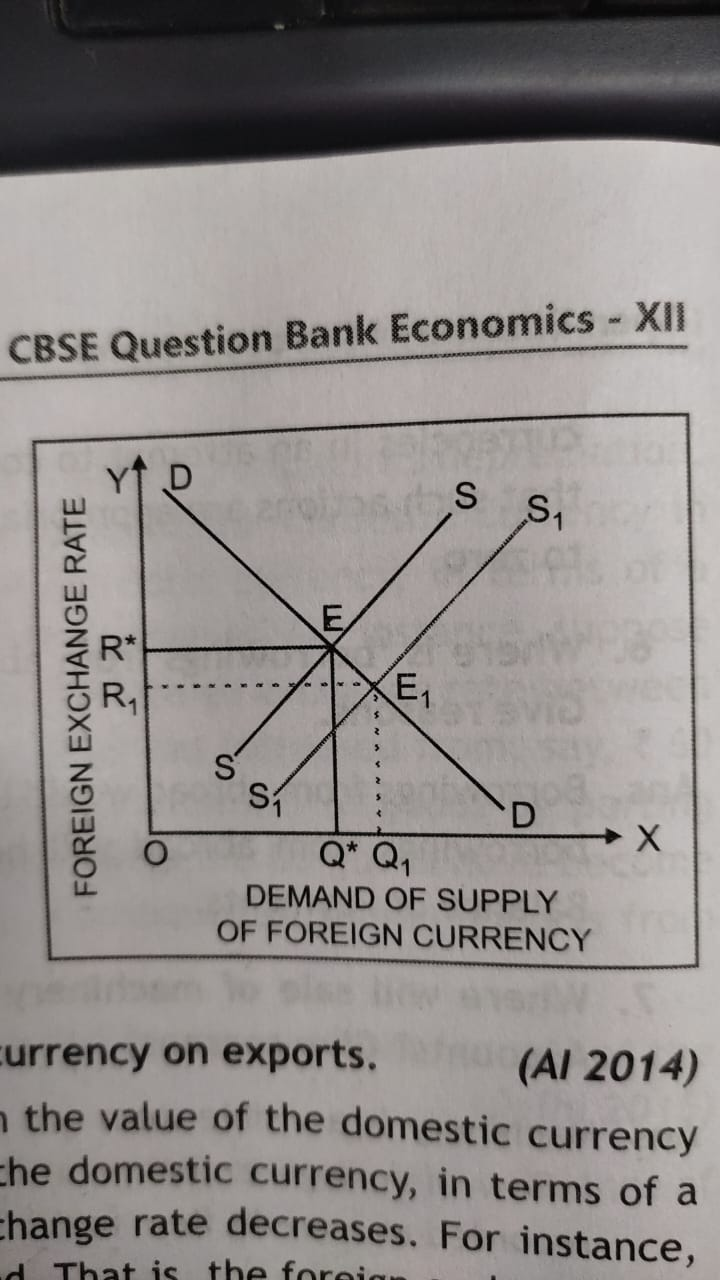 CBSE Question Bank Economics - XII
Y D
S
S₁
E
R*
R₁
E₁
S
S₁
D
O
Q* Q₁
X
FOREIGN EXCHANGE RATE
DEMAND OF SUPPLY
OF FOREIGN CURRENCY
currency on exports. (AI 2014)
the value of the domestic currency
the domestic currency, in terms of a
change rate decreases. For instance,
That is, the foreign